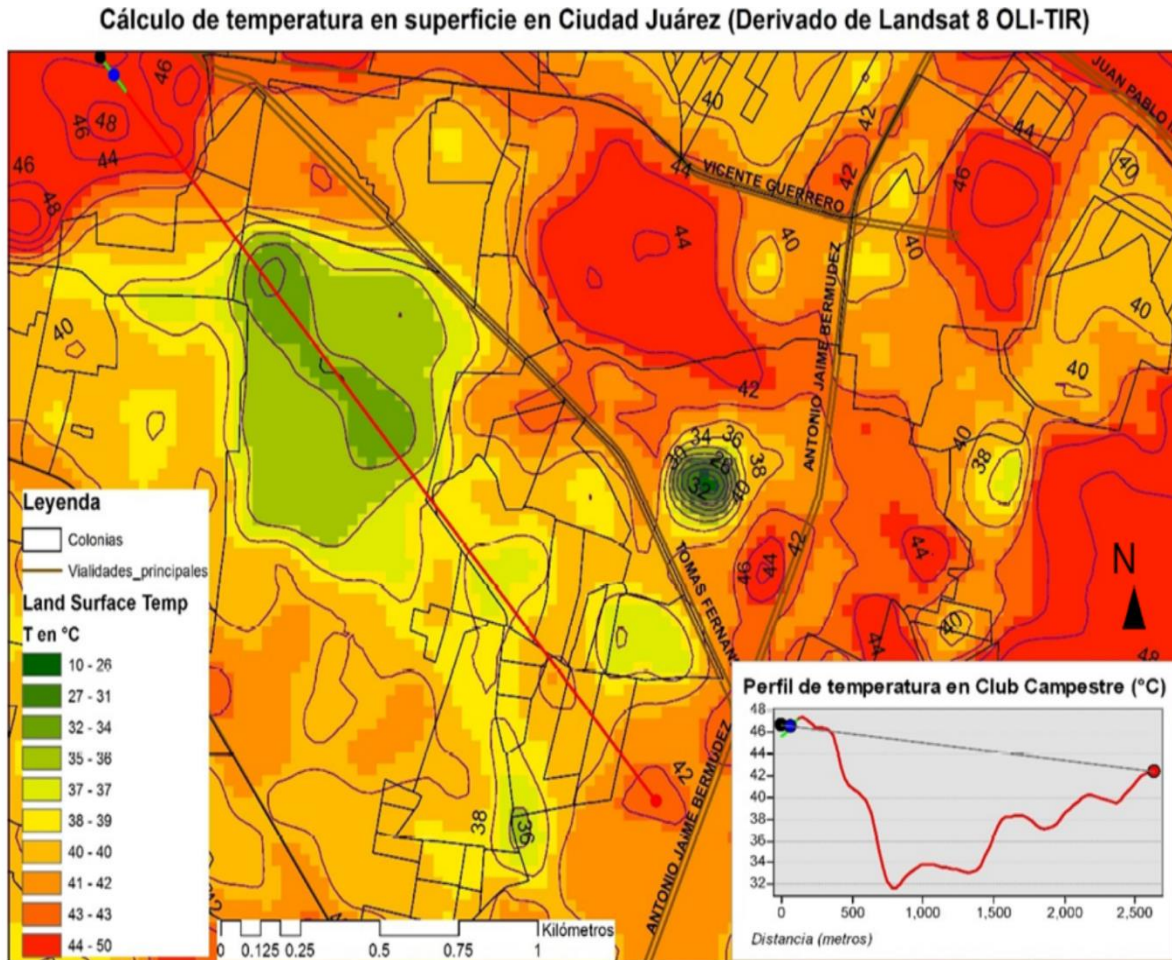 Cálculo de temperatura en superficie en Ciudad Juárez (Derivado de Landsat 8 OLI-TIR)
46
46
48
44
46
48
40
42
JUAN PABLO
44
44
VICENTE GUERRERO
42
46
40
44
40
40
ANTONIO JAIME BERMUDEZ
40
40
40
42
34 36
30 28 38
32 40
40
38
42
46 44
44
TOMAS FERNAN
40
44
48
42
38
36
ANTONIO JAIME BERMUDEZ
N
Leyenda
Colonias
Vialidades_principales
Land Surface Temp
T en °C
10 - 26
27 - 31
32 - 34
35 - 36
37 - 37
38 - 39
40 - 40
41 - 42
43 - 43
44 - 50
Kilómetros
0 0.125 0.25 0.5 0.75 1
Perfil de temperatura en Club Campestre (°C)
48
46
44
42
40
38
36
34
32
0 500 1,000 1,500 2,000 2,500
Distancia (metros)